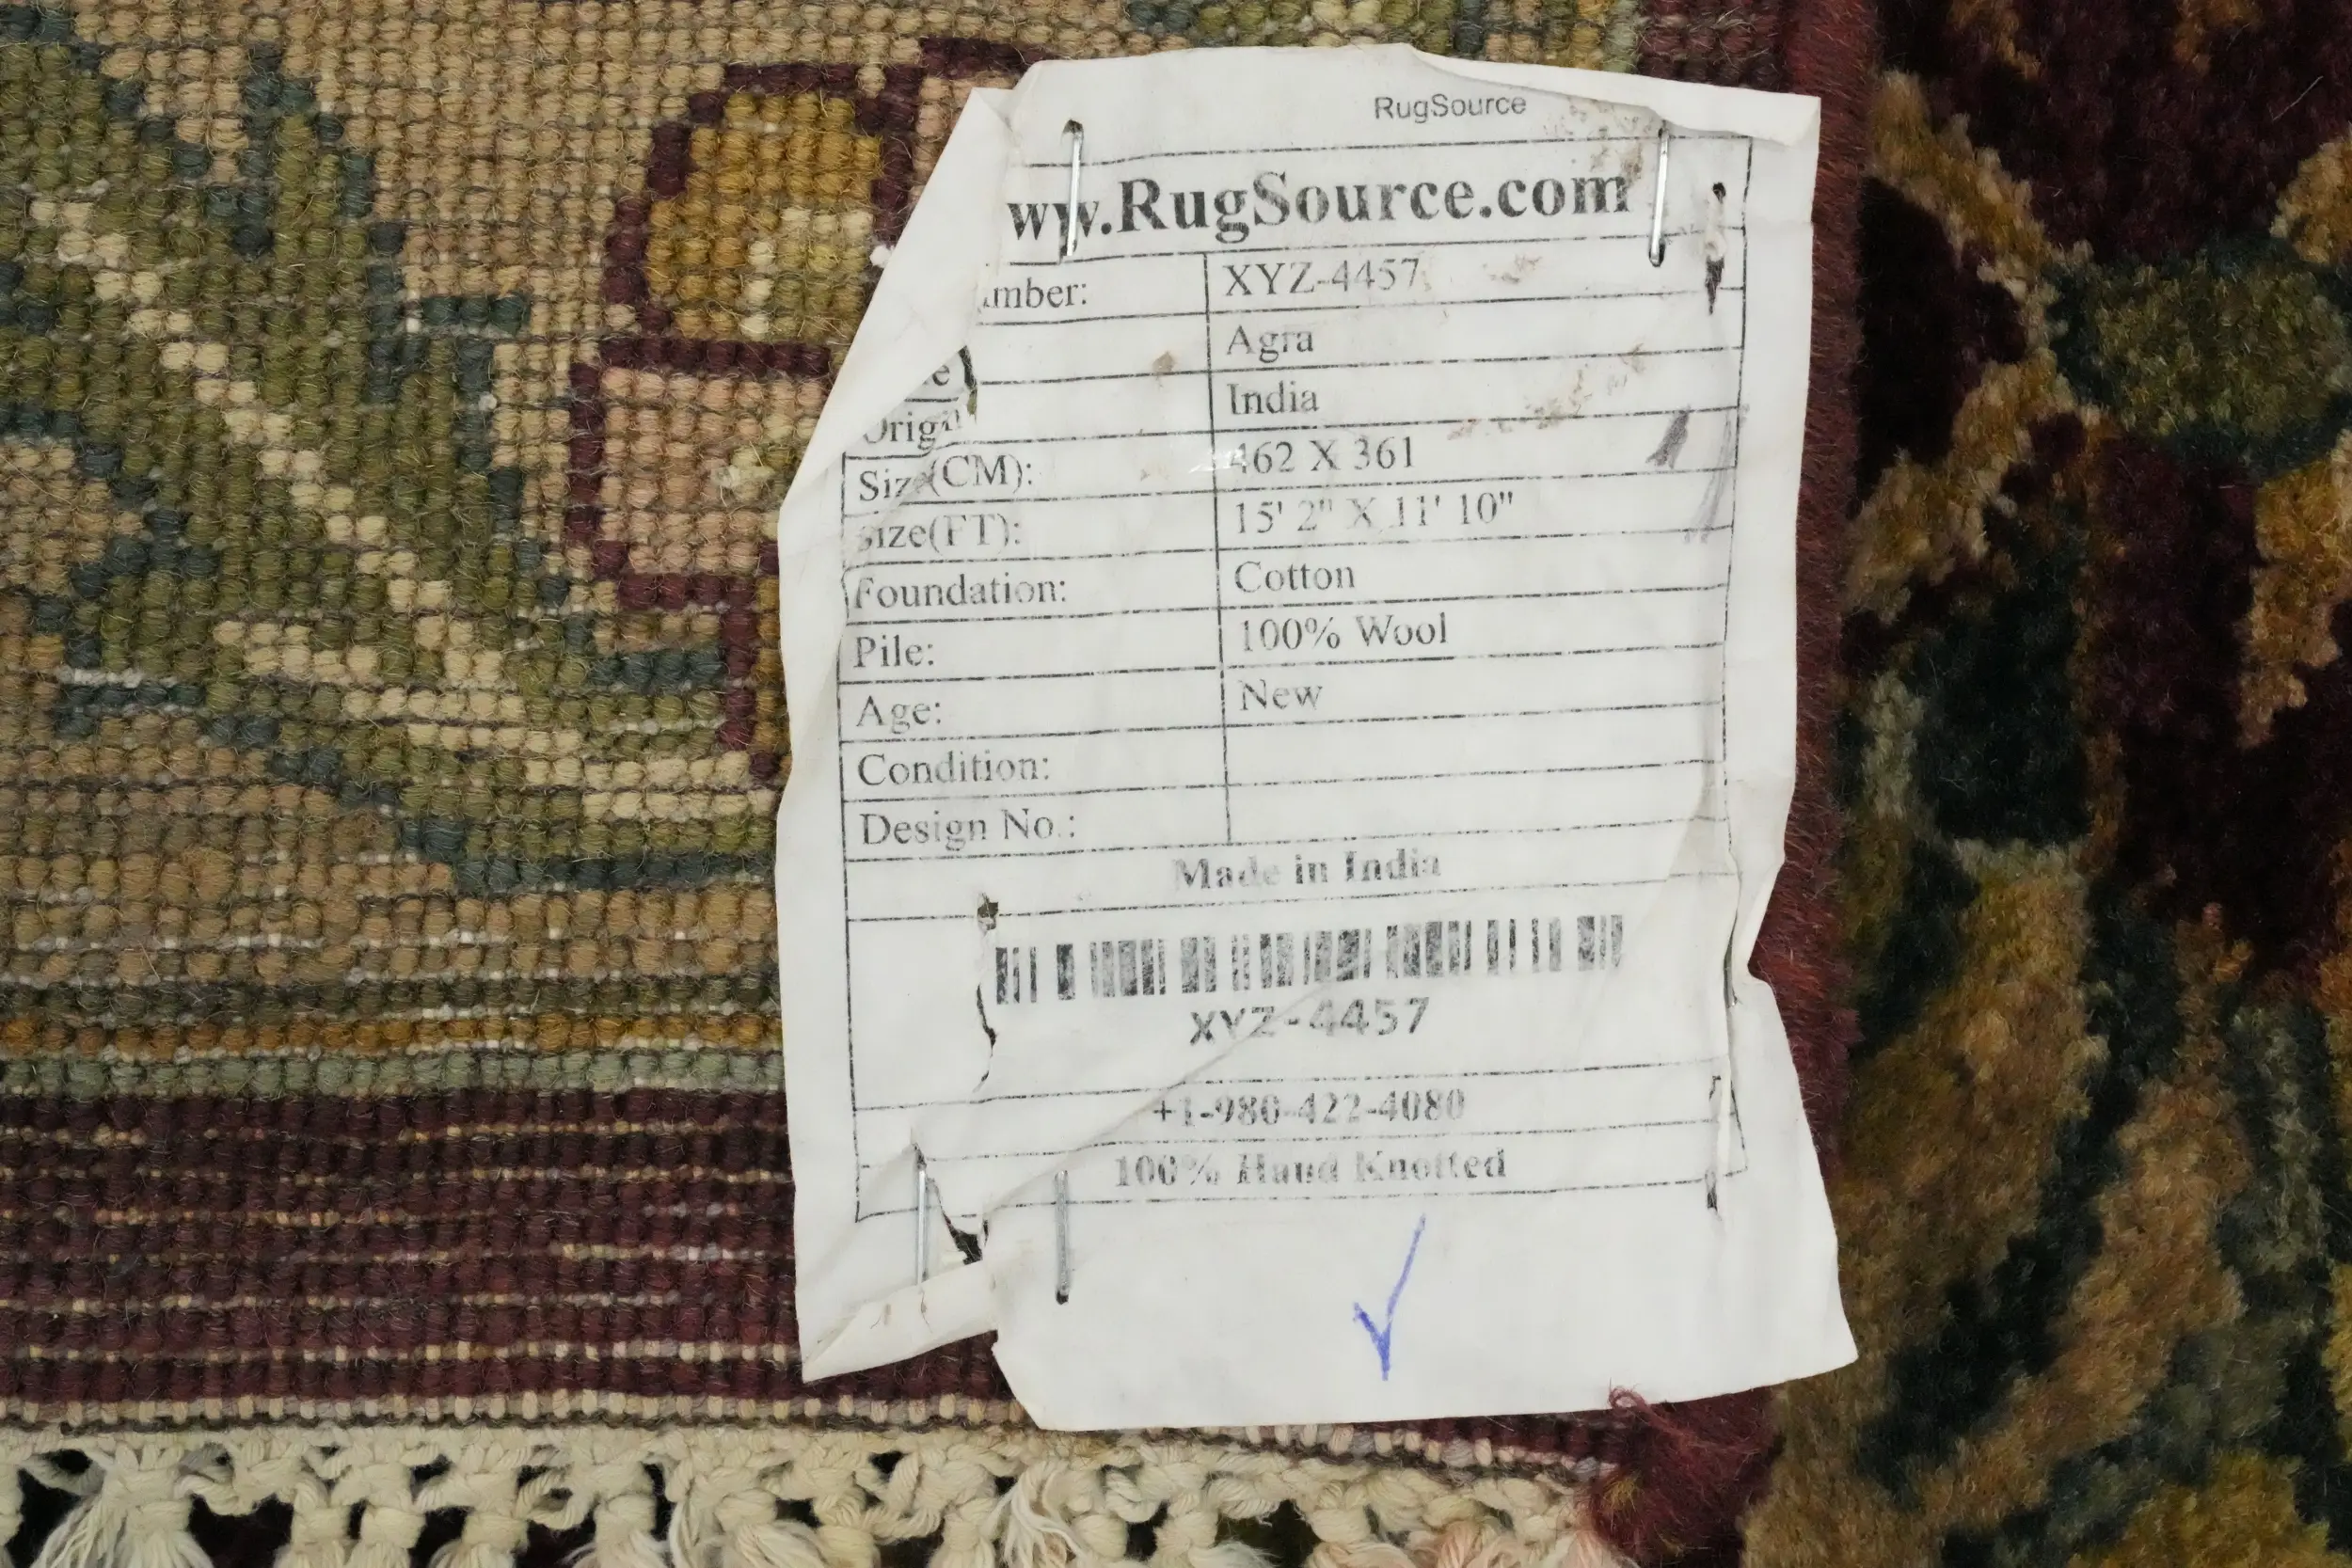 RugSource
ww.RugSource.com
umber: XYZ-4457
e Agra
Origin India
Size(CM): 462 X 361
Size(FT): 15' 2" X 11' 10"
Foundation: Cotton
Pile: 100% Wool
Age: New
Condition:
Design No.:
Made in India
XYZ-4457
+1-980-422-4080
100% Hand Knotted